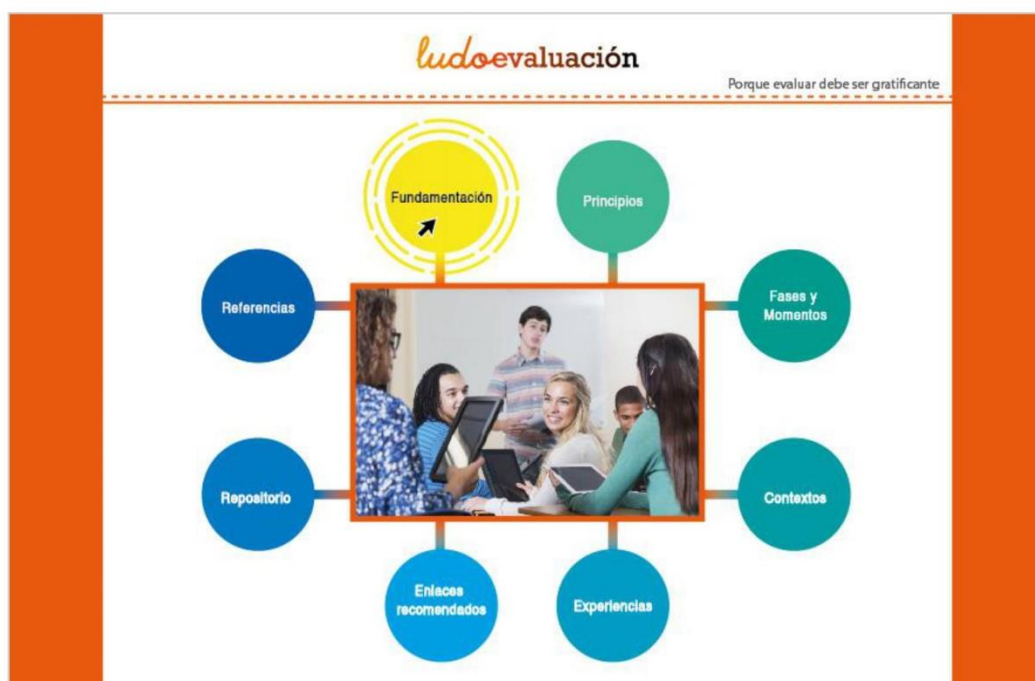 ludoevaluación
Porque evaluar debe ser gratificante
Fundamentación
Principios
Referencias
Fases y
Momentos
Repositorio
Contextos
Enlaces
recomendados
Experiencias